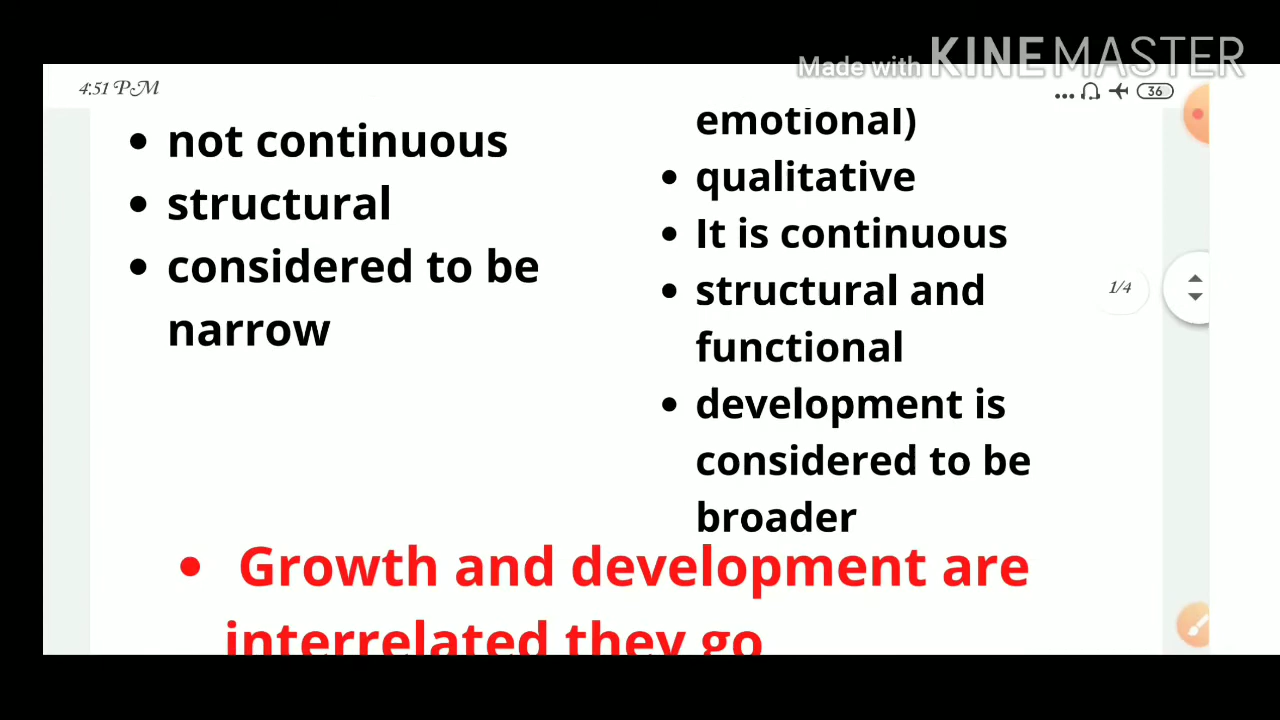 Made with KINEMASTER
4:51 PM
36
not continuous
structural
considered to be
narrow
emotional)
qualitative
It is continuous
structural and
functional
development is
considered to be
broader
1/4
Growth and development are
interrelated they go